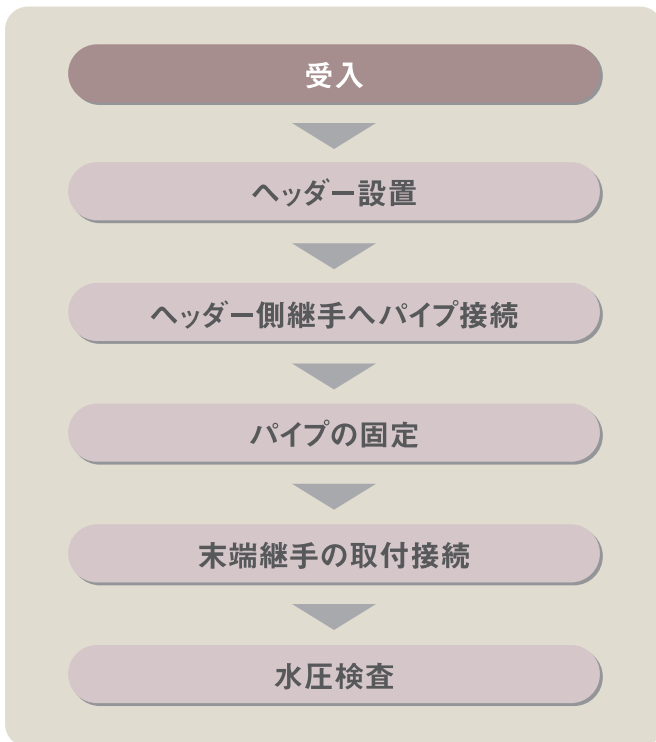 受入
ヘッダー設置
ヘッダー側継手へパイプ接続
パイプの固定
末端継手の取付接続
水圧検査